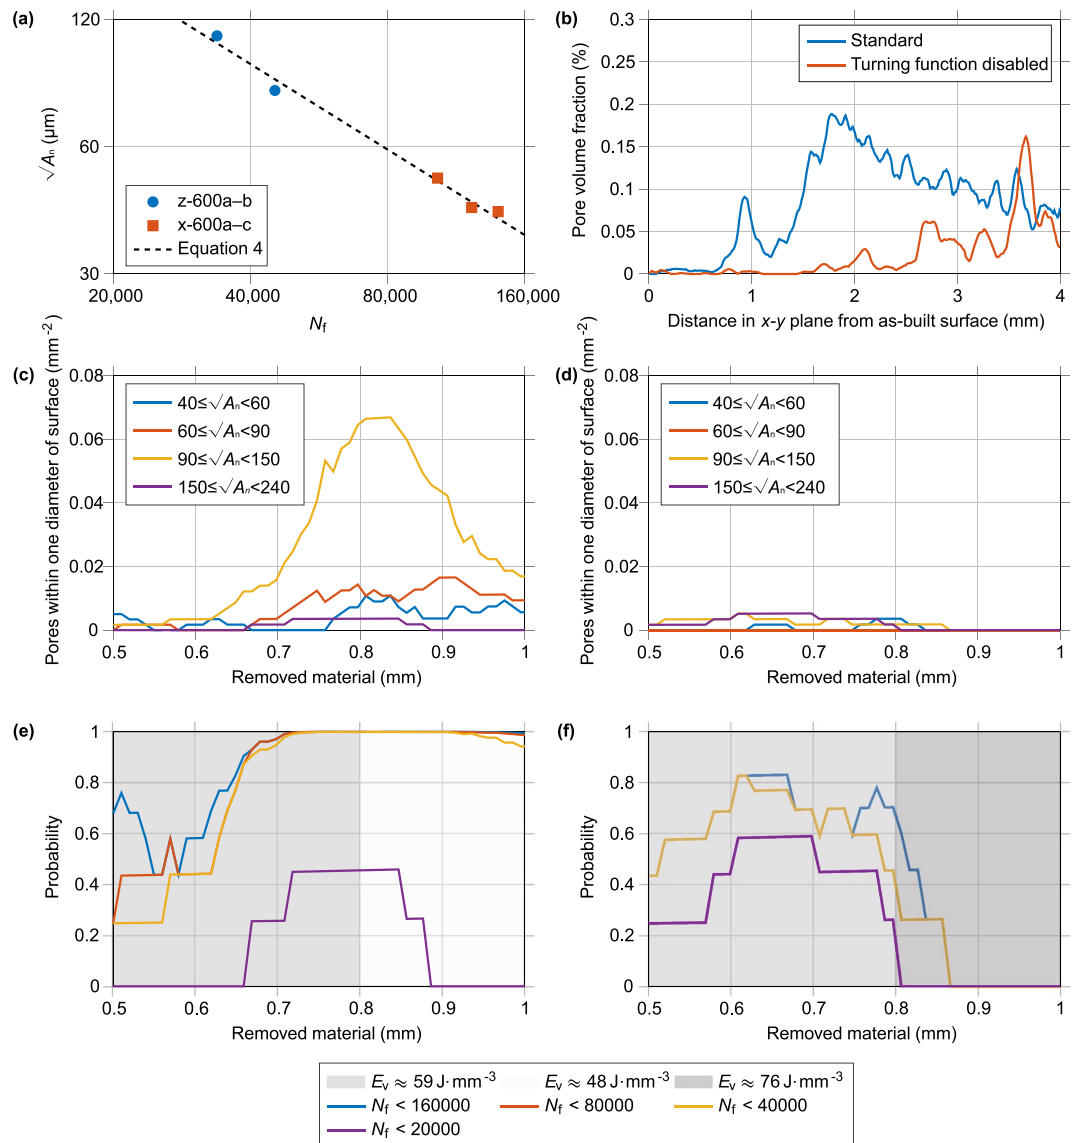 (a)
120
60
30
√Aₙ (µm)
z-600a–b
x-600a–c
Equation 4
20,000 40,000 80,000 160,000
N_f
(b)
0.3
0.25
0.2
0.15
0.1
0.05
0
Pore volume fraction (%)
Standard
Turning function disabled
0 1 2 3 4
Distance in x-y plane from as-built surface (mm)
(c)
0.08
0.06
0.04
0.02
0
Pores within one diameter of surface (mm⁻²)
40≤√Aₙ<60
60≤√Aₙ<90
90≤√Aₙ<150
150≤√Aₙ<240
0.5 0.6 0.7 0.8 0.9 1
Removed material (mm)
(d)
0.08
0.06
0.04
0.02
0
Pores within one diameter of surface (mm⁻²)
40≤√Aₙ<60
60≤√Aₙ<90
90≤√Aₙ<150
150≤√Aₙ<240
0.5 0.6 0.7 0.8 0.9 1
Removed material (mm)
(e)
1
0.8
0.6
0.4
0.2
0
Probability
0.5 0.6 0.7 0.8 0.9 1
Removed material (mm)
(f)
1
0.8
0.6
0.4
0.2
0
Probability
0.5 0.6 0.7 0.8 0.9 1
Removed material (mm)
E_v ≈ 59 J·mm⁻³ E_v ≈ 48 J·mm⁻³ E_v ≈ 76 J·mm⁻³
N_f < 160000 N_f < 80000 N_f < 40000
N_f < 20000